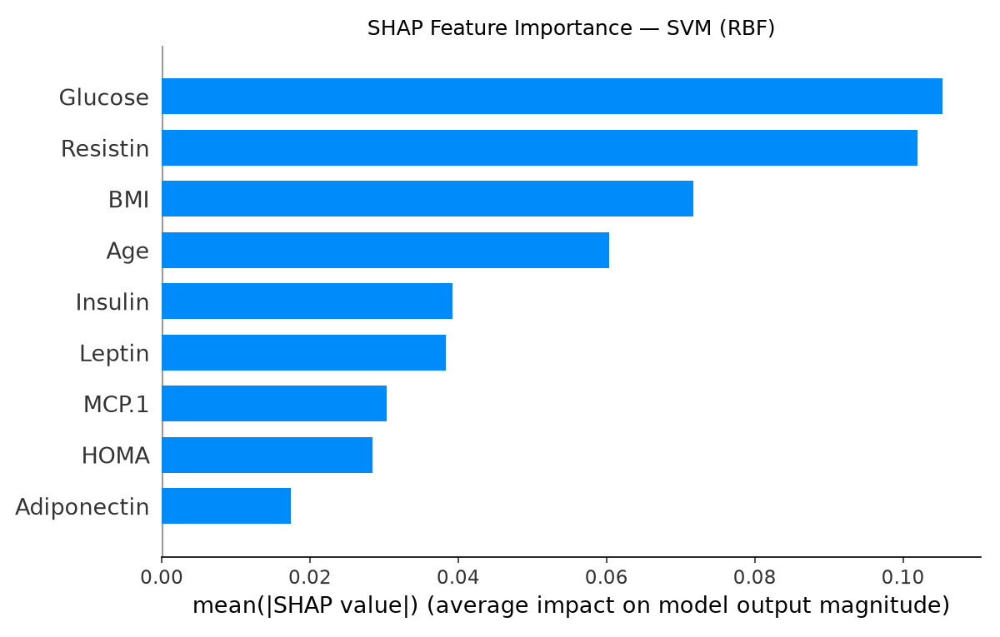 SHAP Feature Importance — SVM (RBF)
Glucose
Resistin
BMI
Age
Insulin
Leptin
MCP.1
HOMA
Adiponectin
0.00 0.02 0.04 0.06 0.08 0.10
mean(|SHAP value|) (average impact on model output magnitude)